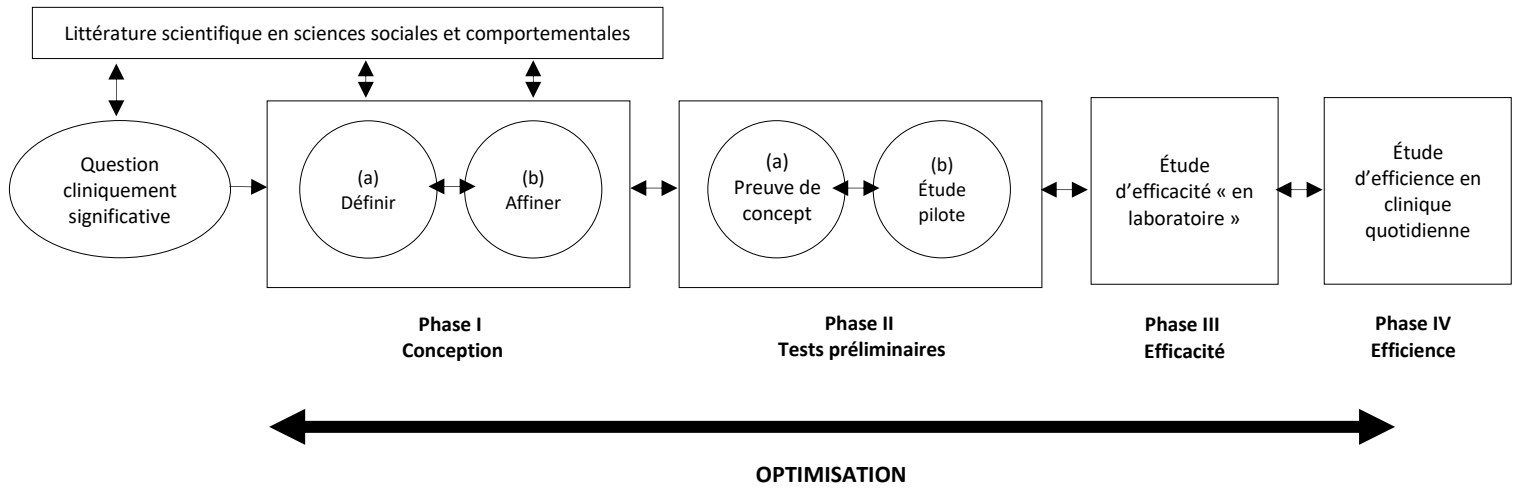 Littérature scientifique en sciences sociales et comportementales
Question
cliniquement
significative
(a)
Définir
(b)
Affiner
(a)
Preuve de
concept
(b)
Étude
pilote
Étude
d’efficacité « en
laboratoire »
Étude
d’efficience en
clinique
quotidienne
Phase I
Conception
Phase II
Tests préliminaires
Phase III
Efficacité
Phase IV
Efficience
OPTIMISATION